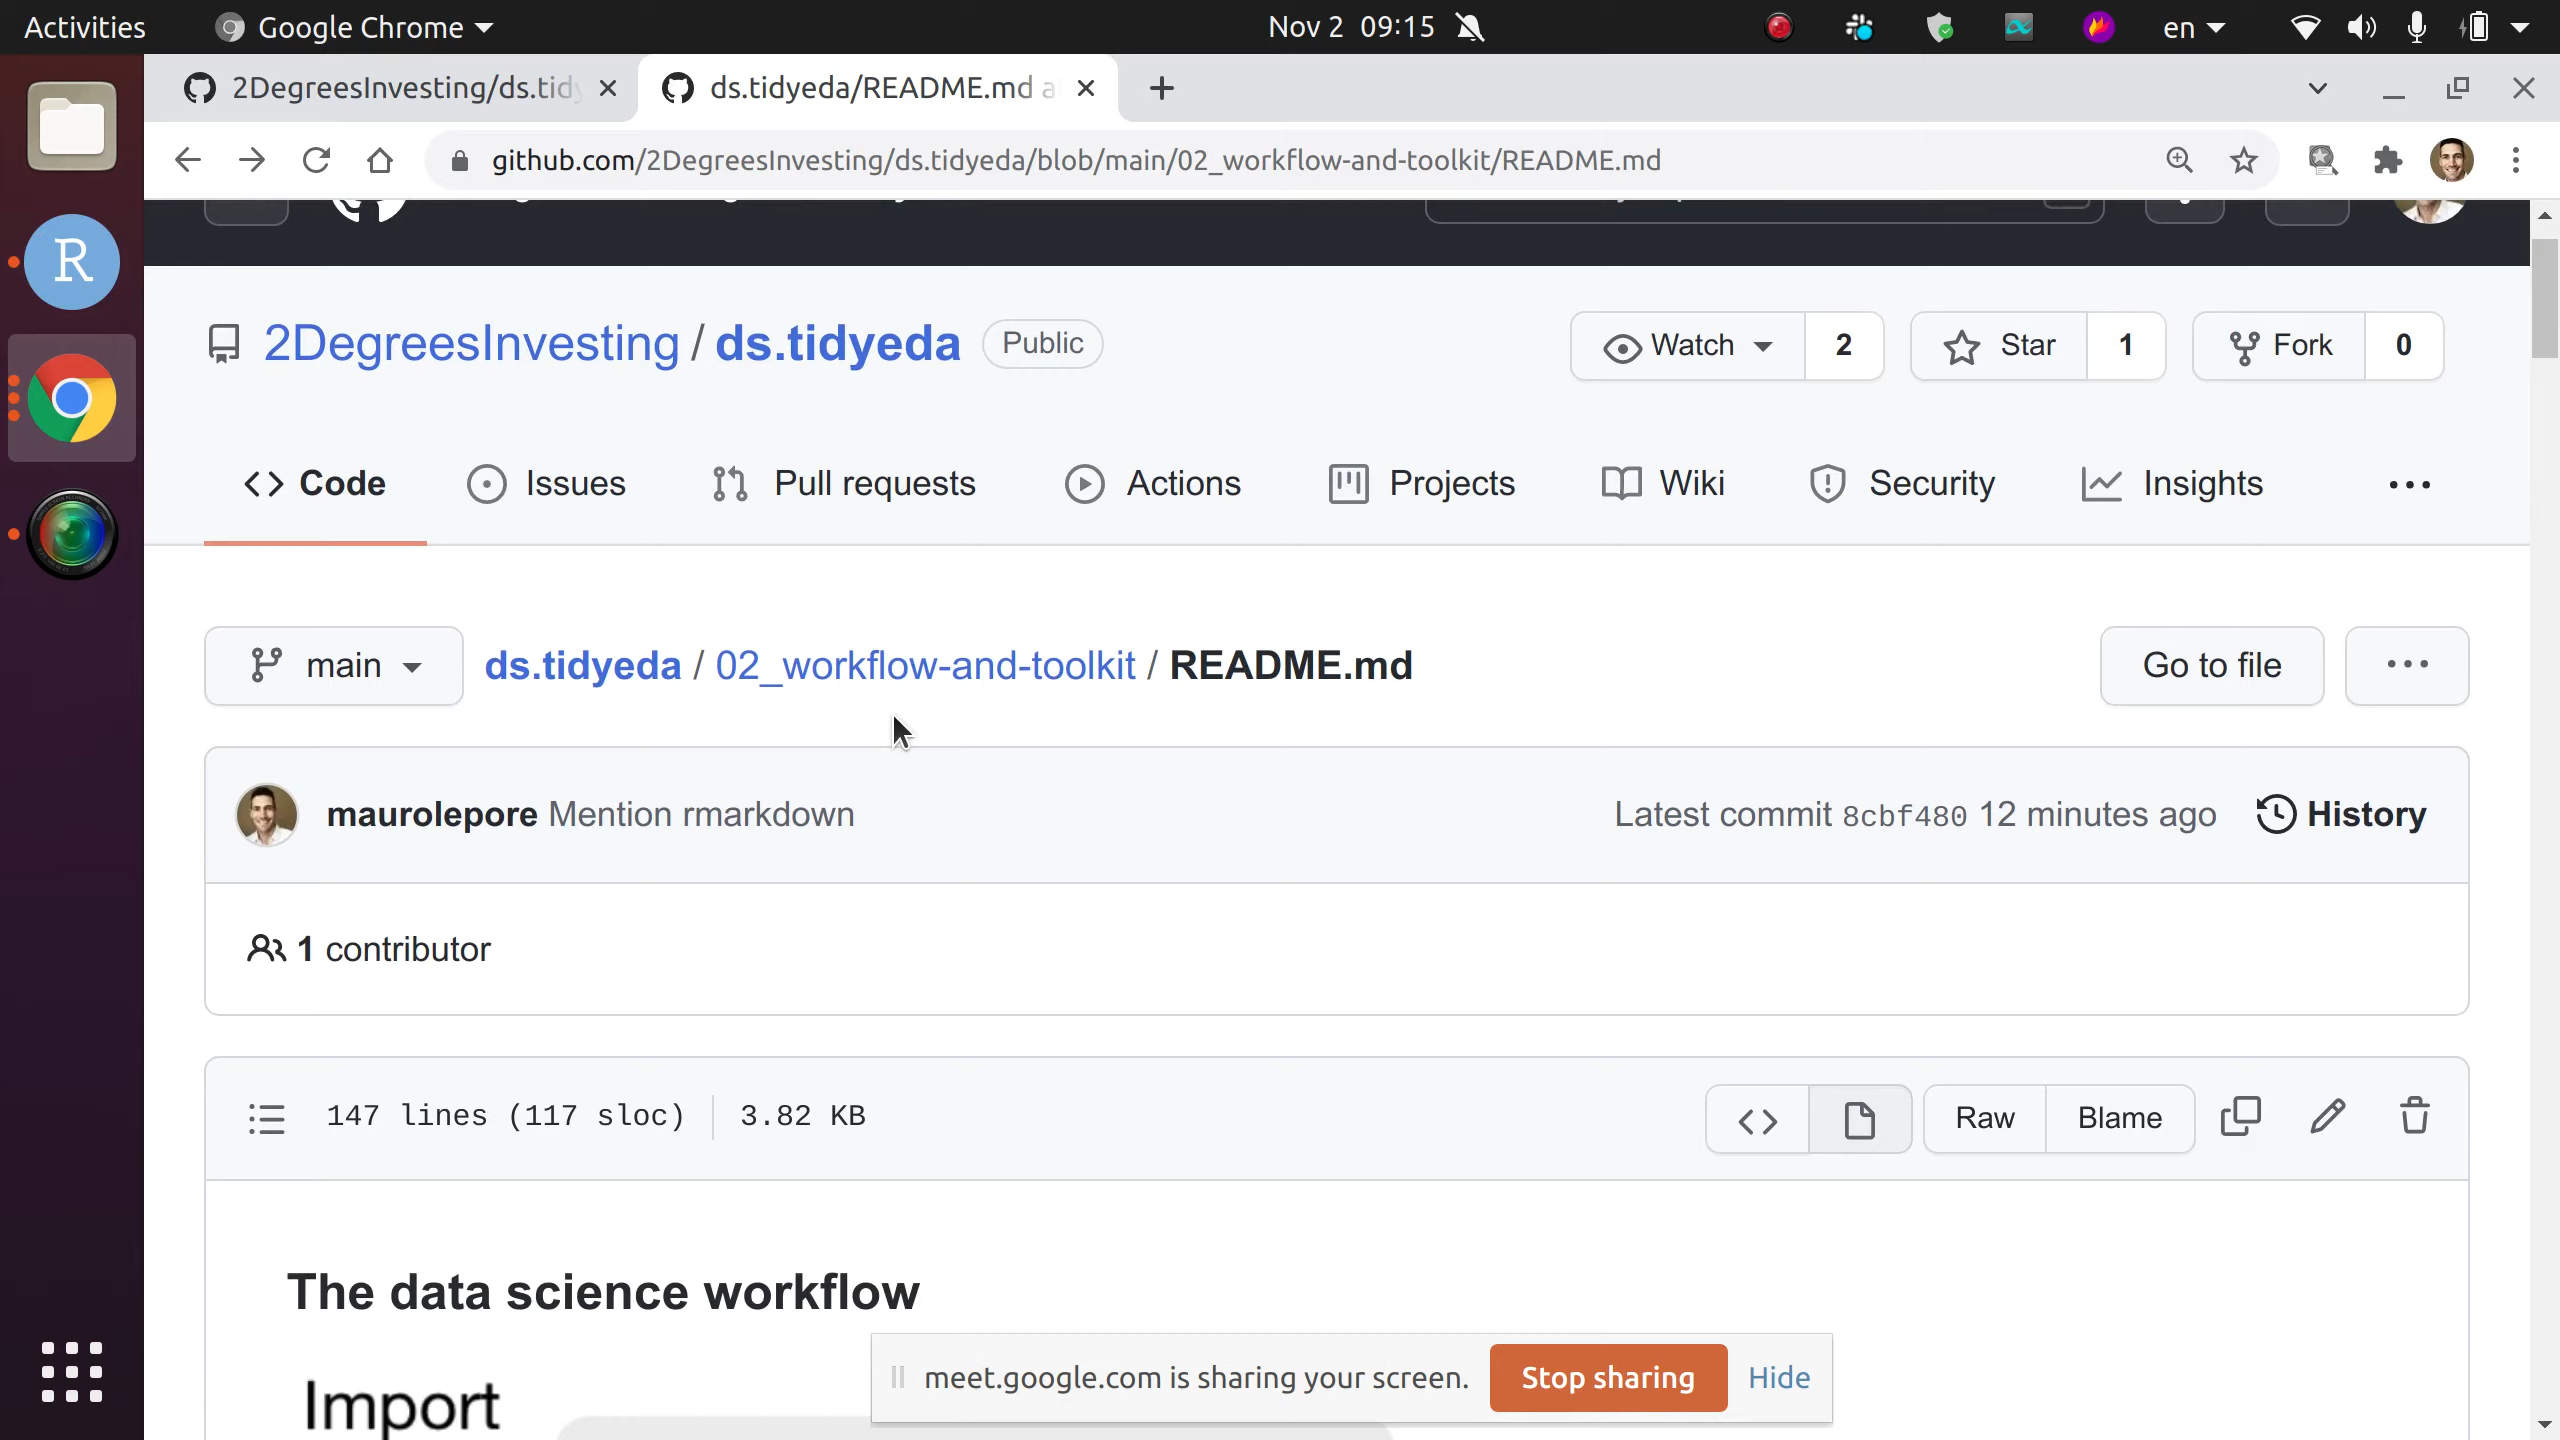 Activities Google Chrome Nov 2 09:15 en
2DegreesInvesting/ds.tidy ds.tidyeda/README.md a
github.com/2DegreesInvesting/ds.tidyeda/blob/main/02_workflow-and-toolkit/README.md
2DegreesInvesting / ds.tidyeda Public Watch 2 Star 1 Fork 0
Code Issues Pull requests Actions Projects Wiki Security Insights
main ds.tidyeda / 02_workflow-and-toolkit / README.md Go to file
maurolepore Mention rmarkdown Latest commit 8cbf480 12 minutes ago History
1 contributor
147 lines (117 sloc) 3.82 KB Raw Blame
The data science workflow
meet.google.com is sharing your screen. Stop sharing Hide
Import